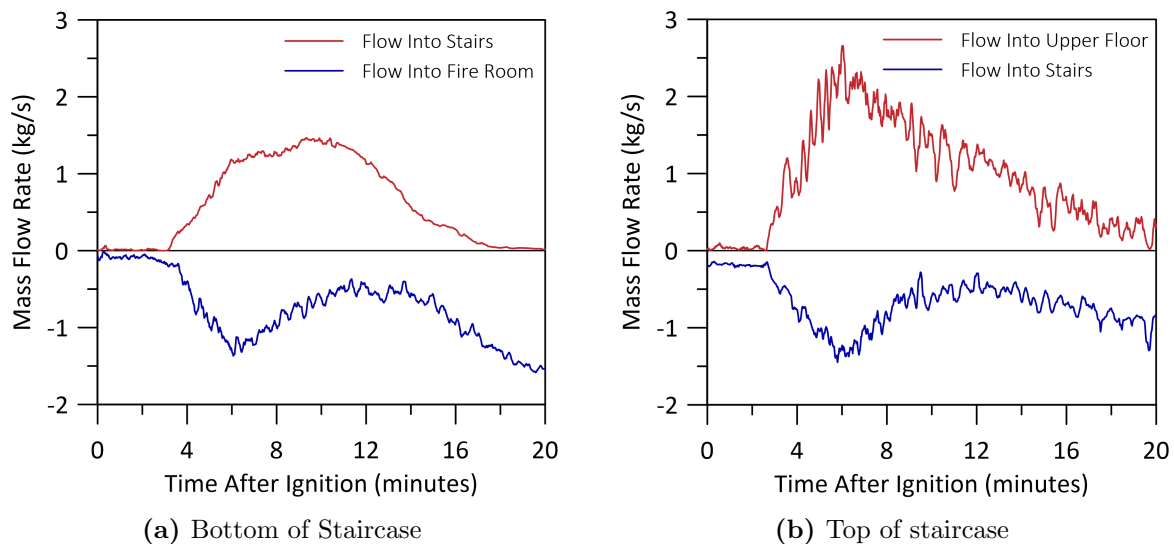 3
2
1
0
-1
-2
Mass Flow Rate (kg/s)
Flow Into Stairs
Flow Into Fire Room
0 4 8 12 16 20
Time After Ignition (minutes)
(a) Bottom of Staircase
3
2
1
0
-1
-2
Mass Flow Rate (kg/s)
Flow Into Upper Floor
Flow Into Stairs
0 4 8 12 16 20
Time After Ignition (minutes)
(b) Top of staircase